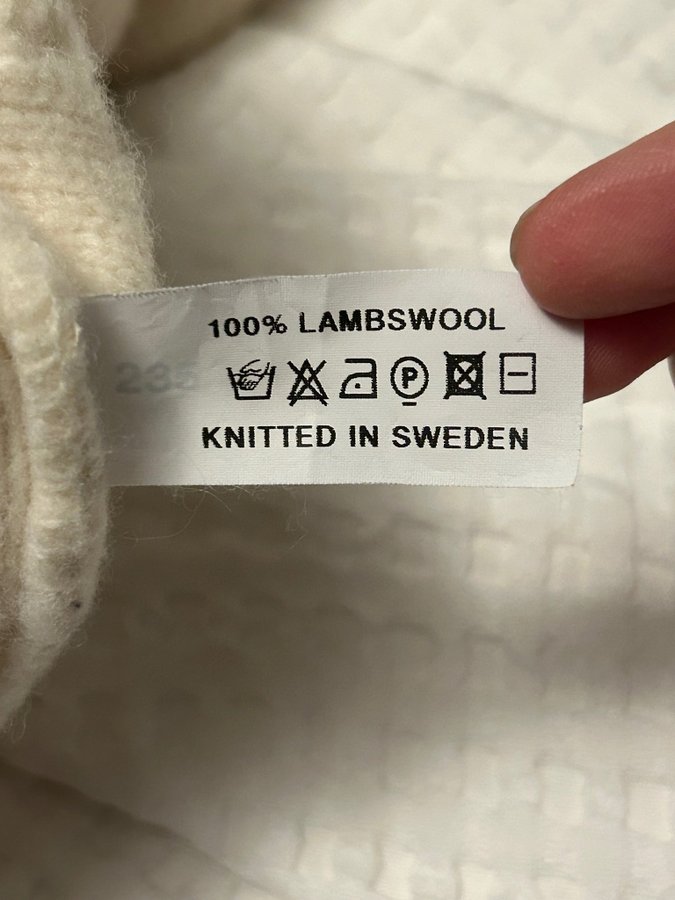 100% LAMBSWOOL
P
KNITTED IN SWEDEN